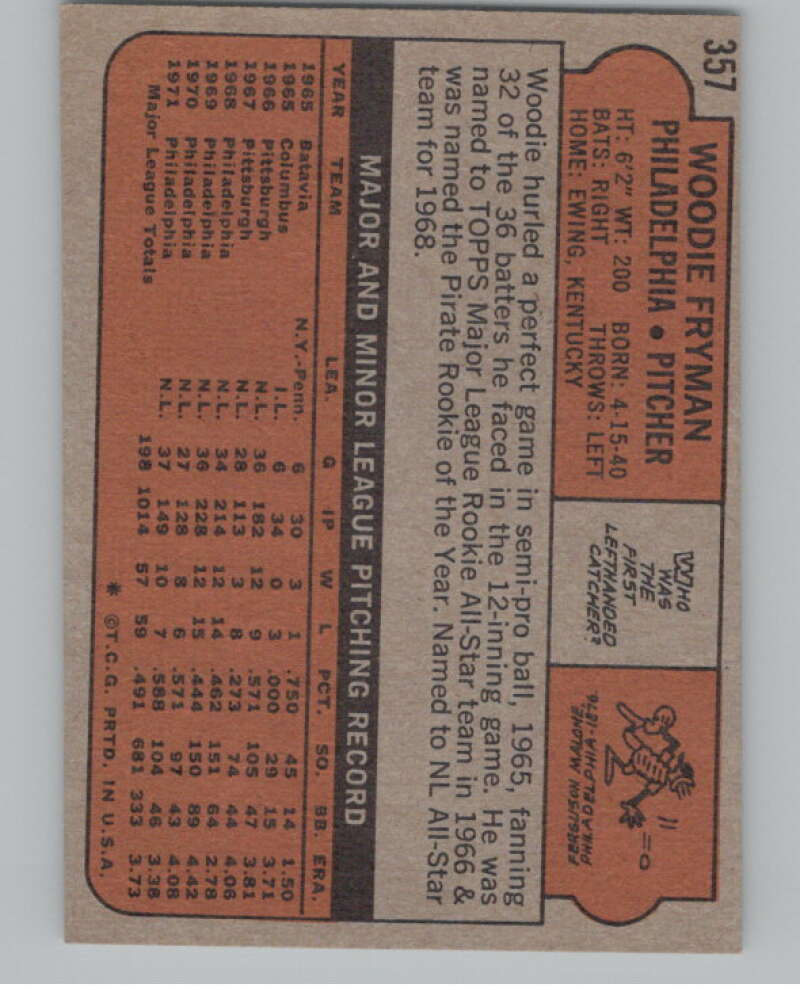 357
WOODIE FRYMAN
PHILADELPHIA • PITCHER
HT: 6'2" WT: 200 BORN: 4-15-40
BATS: RIGHT THROWS: LEFT
HOME: EWING, KENTUCKY
WHO
WAS
THE
FIRST
LEFTHANDED
CATCHER?
FERGUSON MALONE
PHILADELPHIA-1876
Woodie hurled a perfect game in semi-pro ball, 1965, fanning
32 of the 36 batters he faced in the 12-inning game. He was
named to TOPPS Major League Rookie All-Star team in 1966 &
was named the Pirate Rookie of the Year. Named to NL All-Star
team for 1968.
MAJOR AND MINOR LEAGUE PITCHING RECORD
YEAR TEAM LEA. G IP W L PCT. SO. BB. ERA.
1965 Batavia N.Y.-Penn. 6 30 3 1 .750 45 14 1.50
1965 Columbus I.L. 6 34 0 3 .000 29 15 3.71
1966 Pittsburgh N.L. 36 182 12 9 .571 105 47 3.81
1967 Pittsburgh N.L. 28 113 3 8 .273 74 44 4.06
1968 Philadelphia N.L. 34 214 12 14 .462 151 64 2.78
1969 Philadelphia N.L. 36 228 12 15 .444 150 89 4.42
1970 Philadelphia N.L. 27 128 8 6 .571 97 43 4.08
1971 Philadelphia N.L. 37 149 10 7 .588 104 46 3.38
Major League Totals 198 1014 57 59 .491 681 333 3.73
* ©T.C.G. PRTD. IN U.S.A.